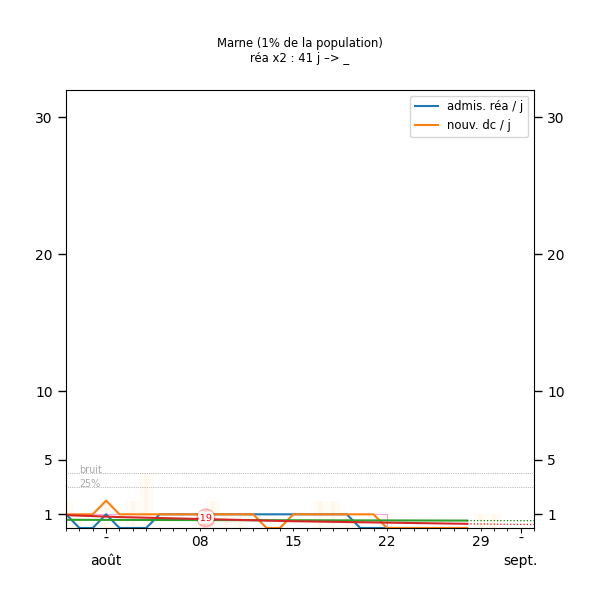 Marne (1% de la population)
réa x2 : 41 j –> _
admis. réa / j
nouv. dc / j
30 30
20 20
10 10
5 5
bruit
25%
1 1
19
- 08 15 22 29 -
août sept.